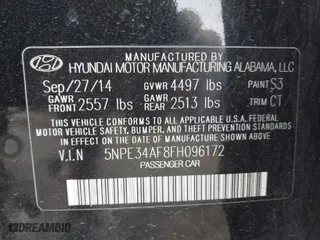 MANUFACTURED BY
HYUNDAI MOTOR MANUFACTURING ALABAMA, LLC
Sep/27/14 GVWR 4497 lbs PAINT S3
GAWR FRONT 2557 lbs GAWR REAR 2513 lbs TRIM CT
THIS VEHICLE CONFORMS TO ALL APPLICABLE U.S. FEDERAL
MOTOR VEHICLE SAFETY, BUMPER, AND THEFT PREVENTION
STANDARDS IN EFFECT ON THE DATE OF
MANUFACTURE SHOWN ABOVE.
V.I.N 5NPE34AF8FH096172
PASSENGER CAR
DREAMBID